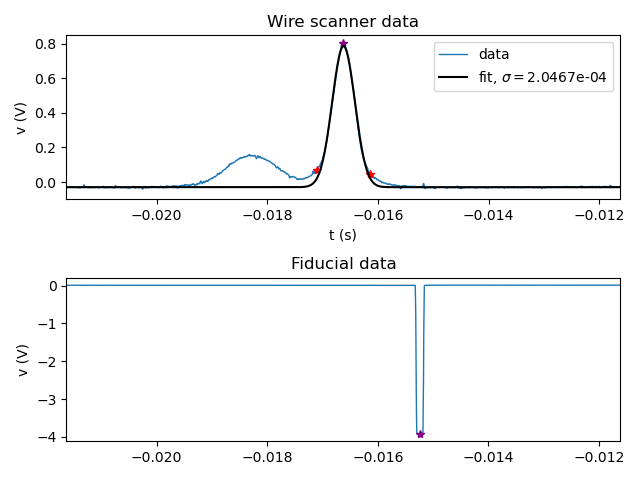 Wire scanner data
0.8
0.6
0.4
0.2
0.0
v (V)
data
fit, σ = 2.0467e-04
−0.020 −0.018 −0.016 −0.014 −0.012
t (s)
Fiducial data
0
−1
−2
−3
−4
v (V)
−0.020 −0.018 −0.016 −0.014 −0.012